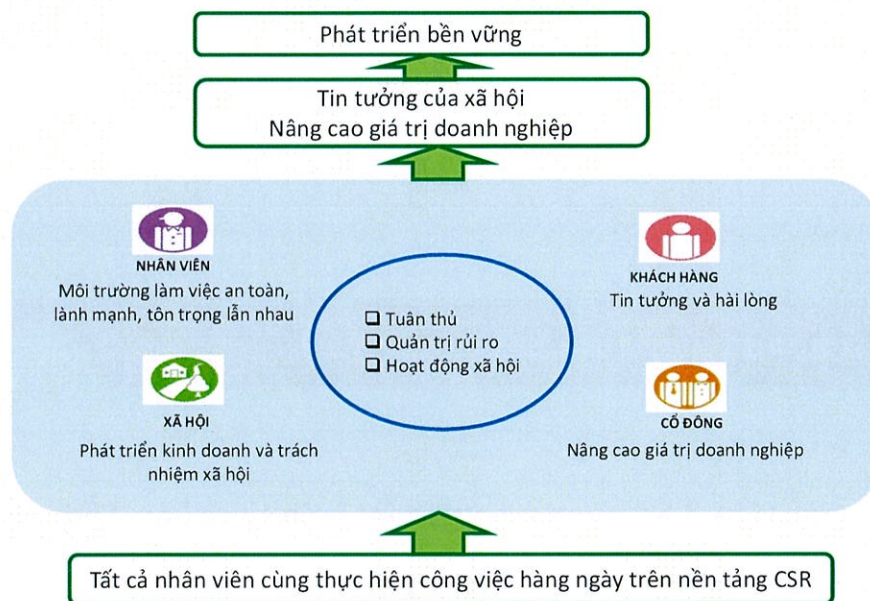 Phát triển bền vững
Tin tưởng của xã hội
Nâng cao giá trị doanh nghiệp
NHÂN VIÊN
Môi trường làm việc an toàn,
lành mạnh, tôn trọng lẫn nhau
KHÁCH HÀNG
Tin tưởng và hài lòng
❑ Tuân thủ
❑ Quản trị rủi ro
❑ Hoạt động xã hội
XÃ HỘI
Phát triển kinh doanh và trách
nhiệm xã hội
CỔ ĐÔNG
Nâng cao giá trị doanh nghiệp
Tất cả nhân viên cùng thực hiện công việc hàng ngày trên nền tảng CSR